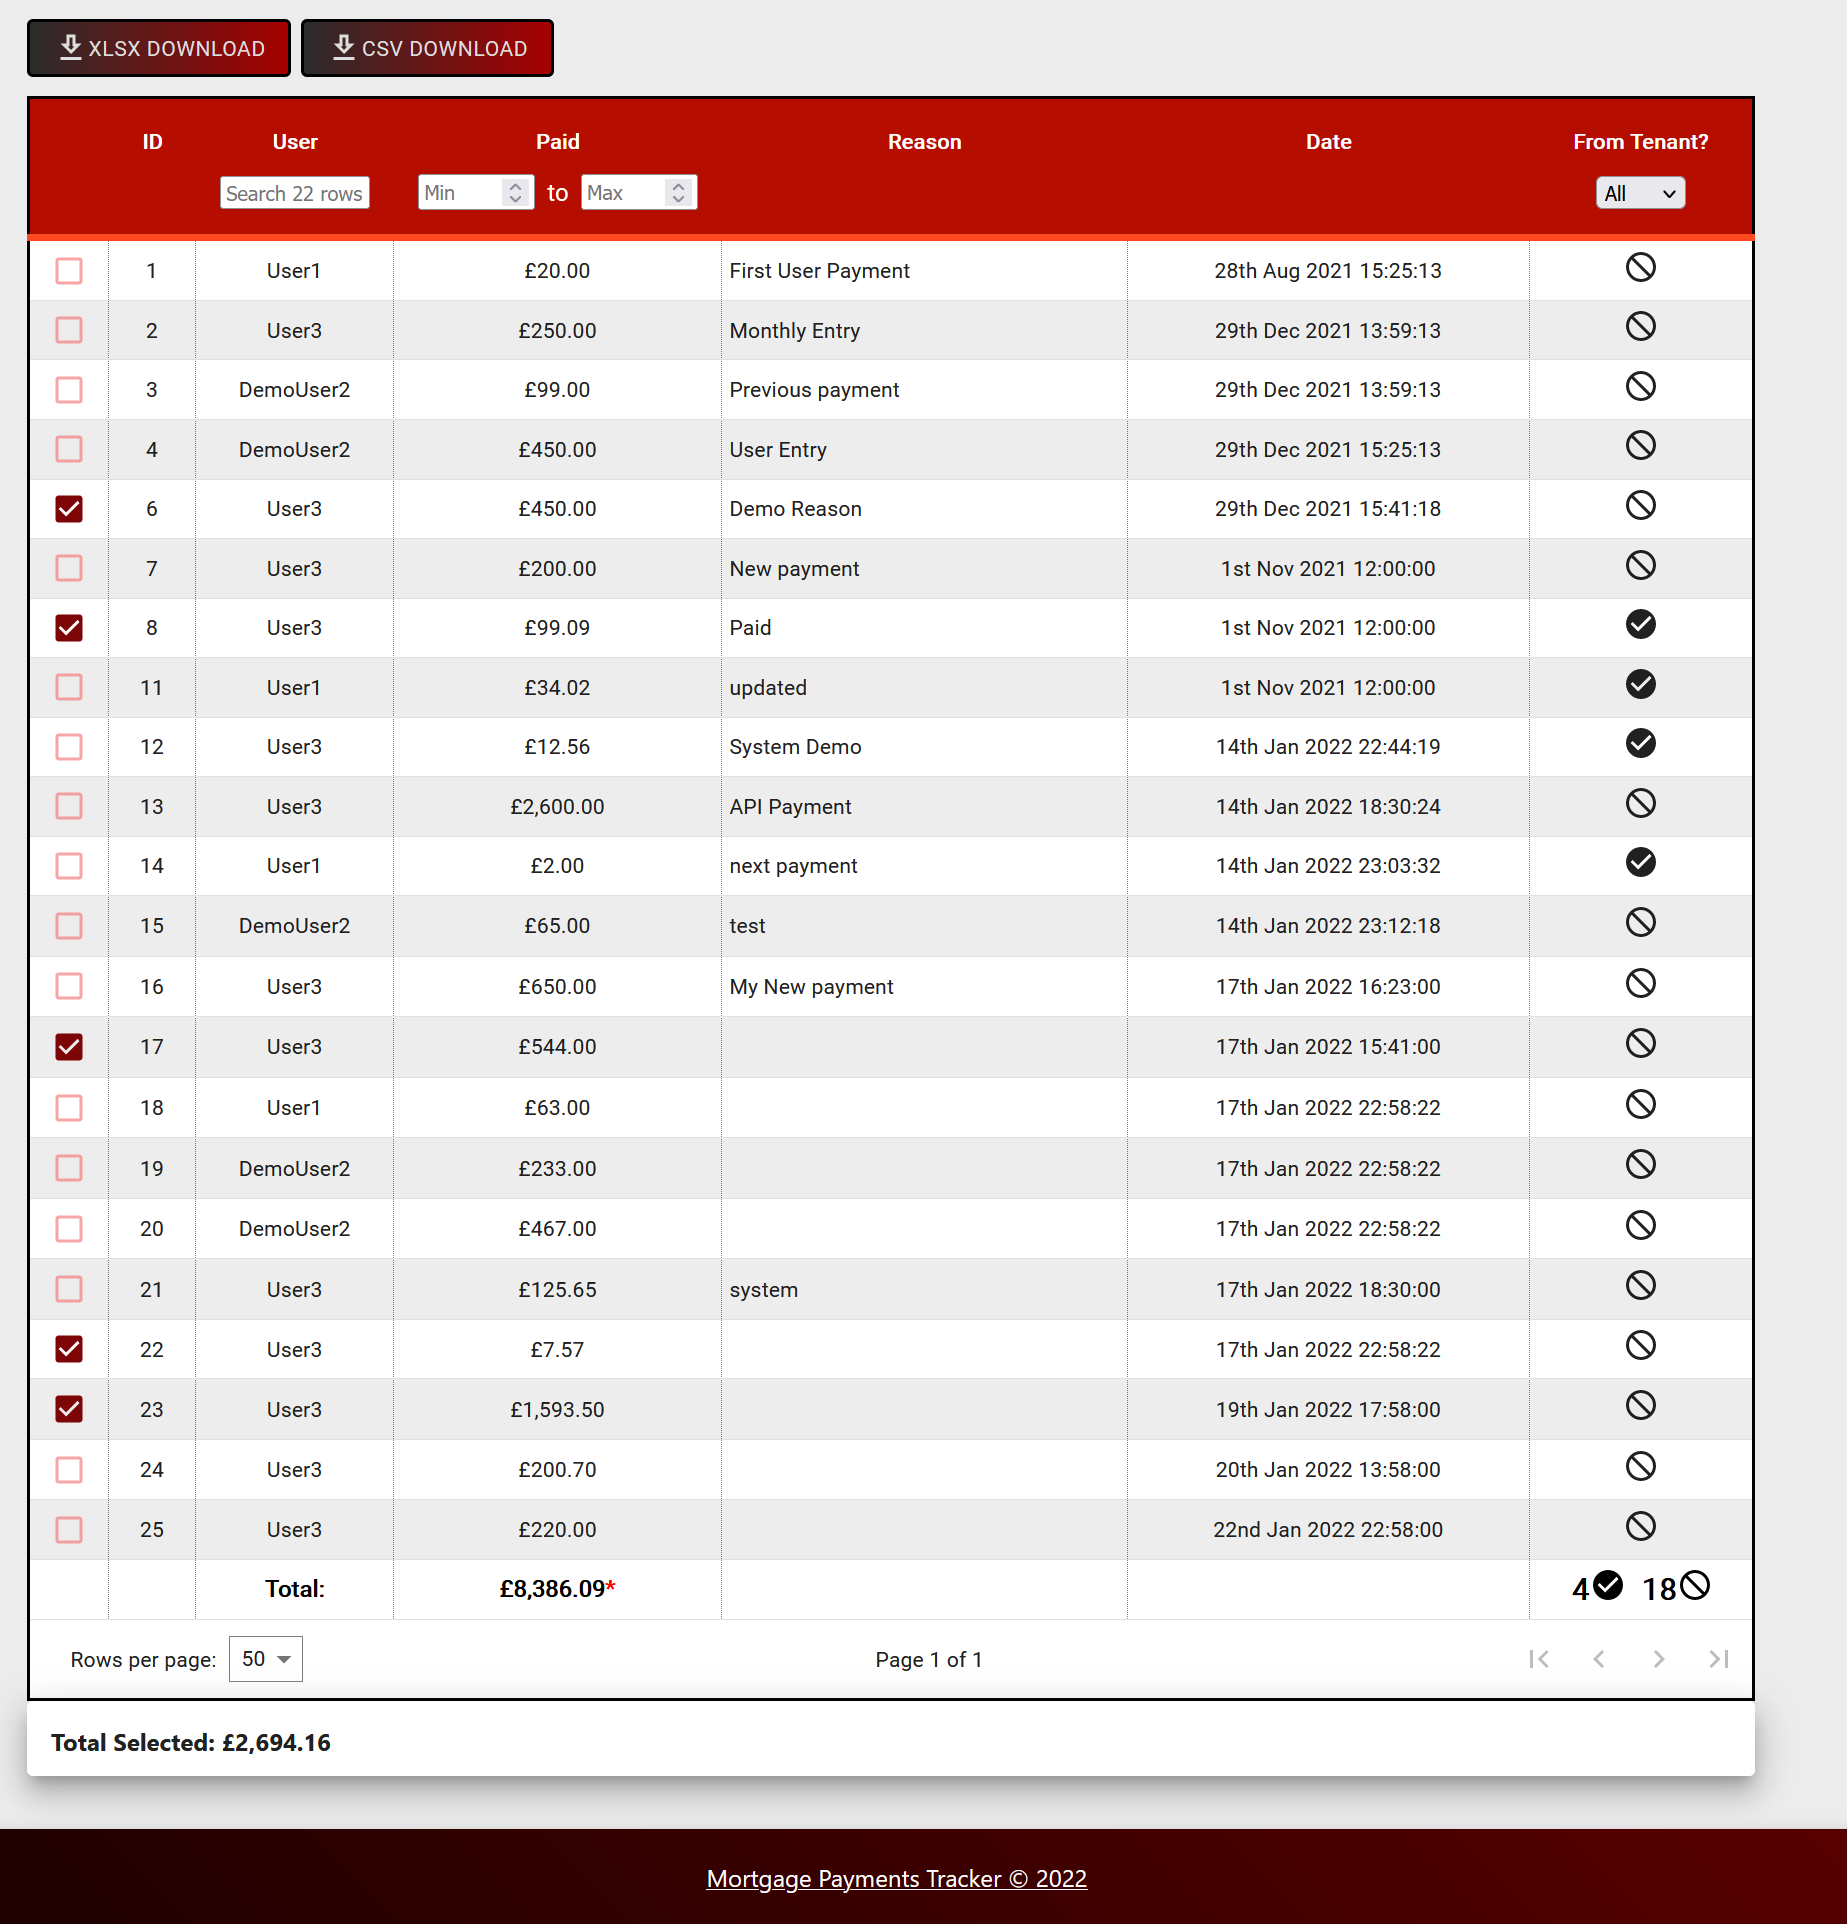 XLSX DOWNLOAD CSV DOWNLOAD
ID User Paid Reason Date From Tenant?
Search 22 rows Min to Max All
1 User1 £20.00 First User Payment 28th Aug 2021 15:25:13
2 User3 £250.00 Monthly Entry 29th Dec 2021 13:59:13
3 DemoUser2 £99.00 Previous payment 29th Dec 2021 13:59:13
4 DemoUser2 £450.00 User Entry 29th Dec 2021 15:25:13
6 User3 £450.00 Demo Reason 29th Dec 2021 15:41:18
7 User3 £200.00 New payment 1st Nov 2021 12:00:00
8 User3 £99.09 Paid 1st Nov 2021 12:00:00
11 User1 £34.02 updated 1st Nov 2021 12:00:00
12 User3 £12.56 System Demo 14th Jan 2022 22:44:19
13 User3 £2,600.00 API Payment 14th Jan 2022 18:30:24
14 User1 £2.00 next payment 14th Jan 2022 23:03:32
15 DemoUser2 £65.00 test 14th Jan 2022 23:12:18
16 User3 £650.00 My New payment 17th Jan 2022 16:23:00
17 User3 £544.00 17th Jan 2022 15:41:00
18 User1 £63.00 17th Jan 2022 22:58:22
19 DemoUser2 £233.00 17th Jan 2022 22:58:22
20 DemoUser2 £467.00 17th Jan 2022 22:58:22
21 User3 £125.65 system 17th Jan 2022 18:30:00
22 User3 £7.57 17th Jan 2022 22:58:22
23 User3 £1,593.50 19th Jan 2022 17:58:00
24 User3 £200.70 20th Jan 2022 13:58:00
25 User3 £220.00 22nd Jan 2022 22:58:00
Total: £8,386.09* 4 18
Rows per page: 50 Page 1 of 1
Total Selected: £2,694.16
Mortgage Payments Tracker © 2022